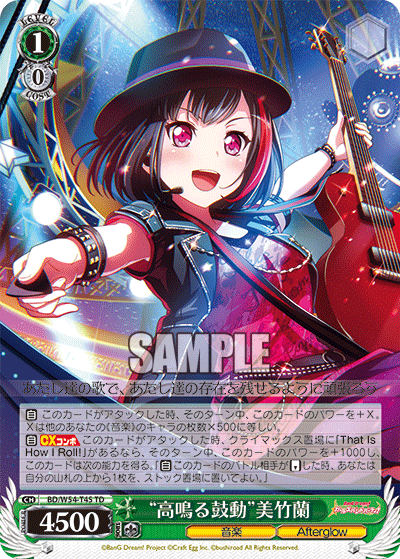 LEVEL
1
0
COST
SAMPLE
あたし達の歌で、あたし達の存在を残せるように頑張ろう
自 このカードがアタックした時、そのターン中、このカードのパワーを+X。
Xは他のあなたの《音楽》のキャラの枚数×500に等しい。
自 CXコンボ このカードがアタックした時、クライマックス置場に「That Is
How I Roll!」があるなら、そのターン中、このカードのパワーを+1000し、
このカードは次の能力を得る。『自 このカードのバトル相手が した時、あなたは
自分の山札の上から1枚を、ストック置場に置いてよい。』
CH BD/W54-T45 TD
4500
“高鳴る鼓動”美竹蘭
音楽
Afterglow
©BanG Dream! Project ©Craft Egg Inc. ©bushiroad All Rights Reserved.